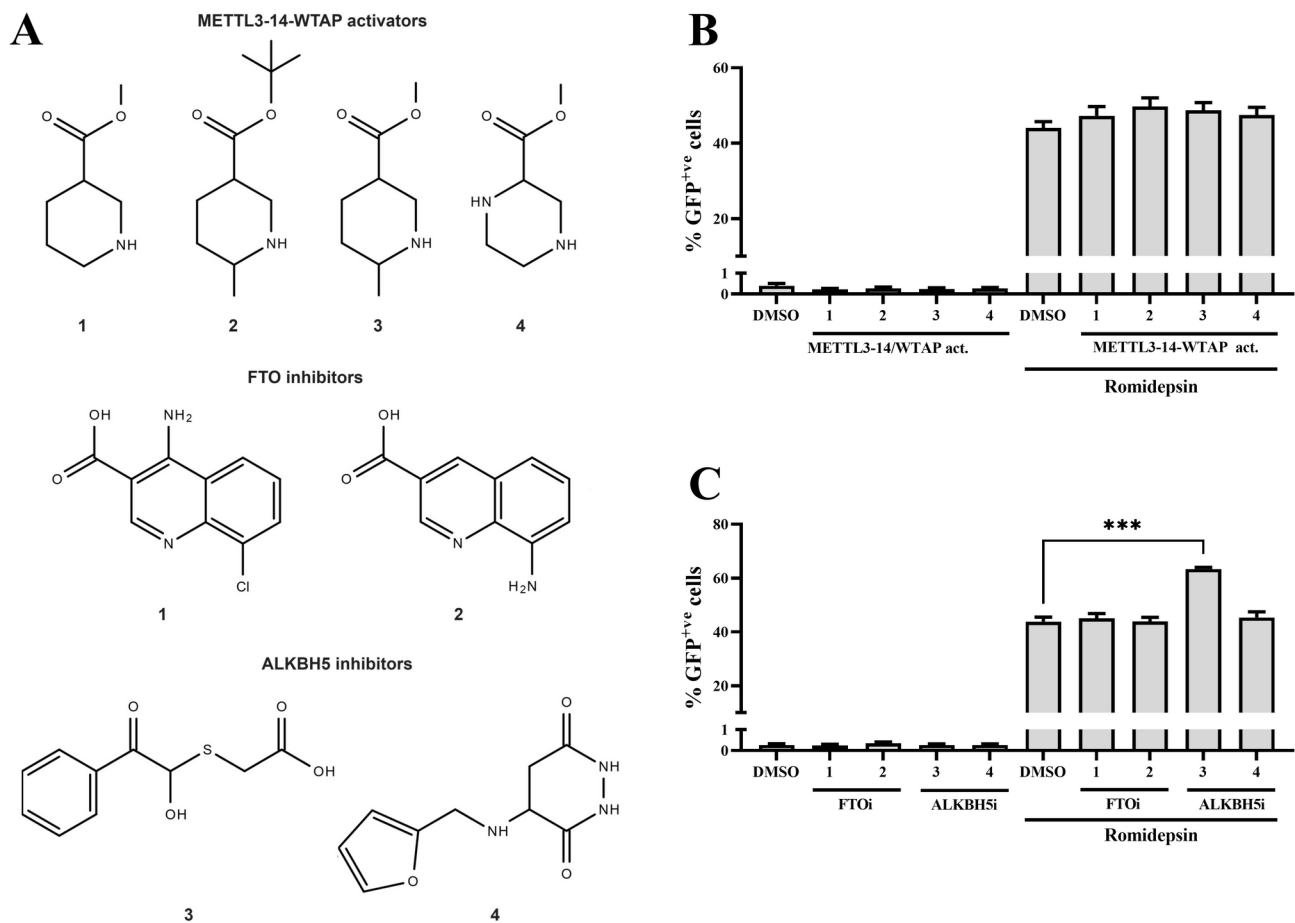 A
METTL3-14-WTAP activators
O
O
NH
1
O
O
NH
2
O
O
NH
3
O
O
HN
NH
4
FTO inhibitors
OH
NH2
O
N
Cl
1
OH
O
N
H2N
2
ALKBH5 inhibitors
O
O
S
OH
OH
3
O
NH
NH
NH
O
O
4
B
% GFP+ve cells
60
40
20
1
0
DMSO 1 2 3 4 DMSO 1 2 3 4
METTL3-14/WTAP act. METTL3-14-WTAP act.
Romidepsin
C
% GFP+ve cells
80
60
40
20
1
0
***
DMSO 1 2 3 4 DMSO 1 2 3 4
FTOi ALKBH5i FTOi ALKBH5i
Romidepsin